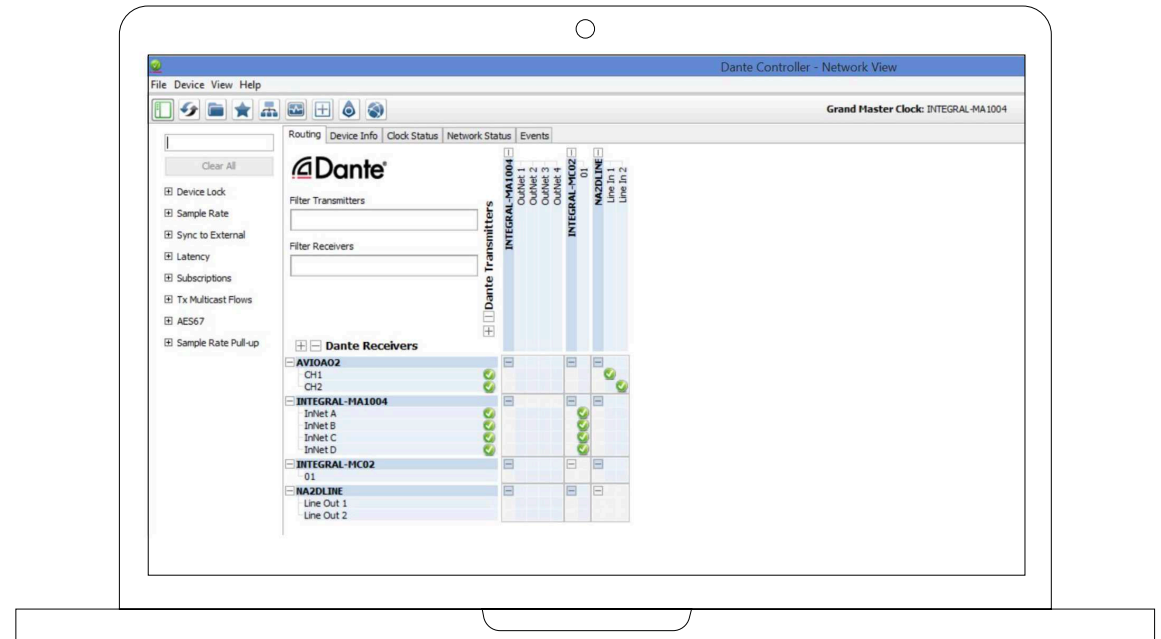 Dante Controller - Network View
File Device View Help
Grand Master Clock: INTEGRAL-MA1004
Clear All
Device Lock
Sample Rate
Sync to External
Latency
Subscriptions
Tx Multicast Flows
AES67
Sample Rate Pull-up
Routing Device Info Clock Status Network Status Events
Dante®
Filter Transmitters
Filter Receivers
Dante Transmitters
INTEGRAL-MA1004
OutNet 1
OutNet 2
OutNet 3
OutNet 4
INTEGRAL-MC02
01
NA2DLINE
Line In 1
Line In 2
Dante Receivers
AVIOAO2
CH1
CH2
INTEGRAL-MA1004
InNet A
InNet B
InNet C
InNet D
INTEGRAL-MC02
01
NA2DLINE
Line Out 1
Line Out 2